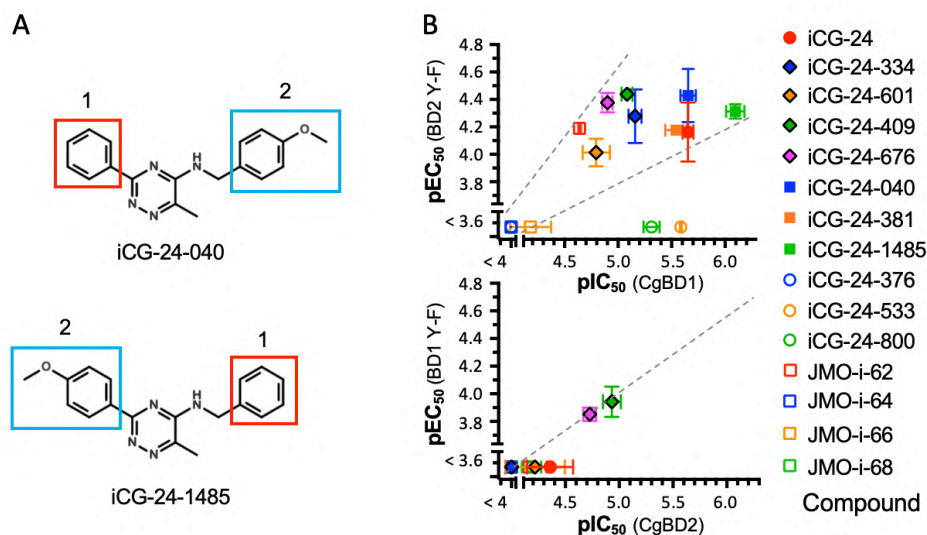 A
1
2
N
H
N
N
N
O
iCG-24-040
2
1
O
N
H
N
N
N
iCG-24-1485
B
pEC50 (BD2 Y-F)
4.8
4.6
4.4
4.2
4.0
3.8
< 3.6
< 4
4.5
5.0
5.5
6.0
pIC50 (CgBD1)
pEC50 (BD1 Y-F)
4.8
4.6
4.4
4.2
4.0
3.8
< 3.6
< 4
4.5
5.0
5.5
6.0
pIC50 (CgBD2)
iCG-24
iCG-24-334
iCG-24-601
iCG-24-409
iCG-24-676
iCG-24-040
iCG-24-381
iCG-24-1485
iCG-24-376
iCG-24-533
iCG-24-800
JMO-i-62
JMO-i-64
JMO-i-66
JMO-i-68
Compound